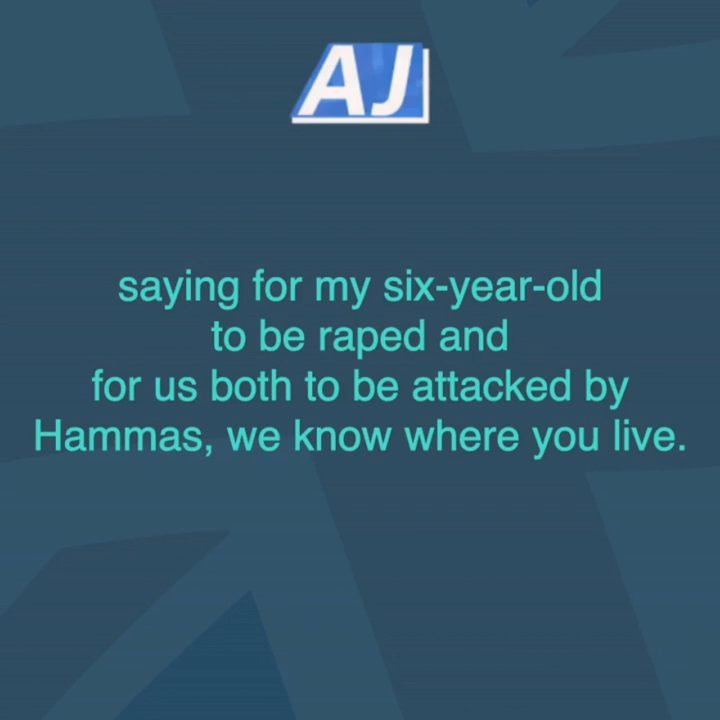 AJ
saying for my six-year-old
to be raped and
for us both to be attacked by
Hammas, we know where you live.